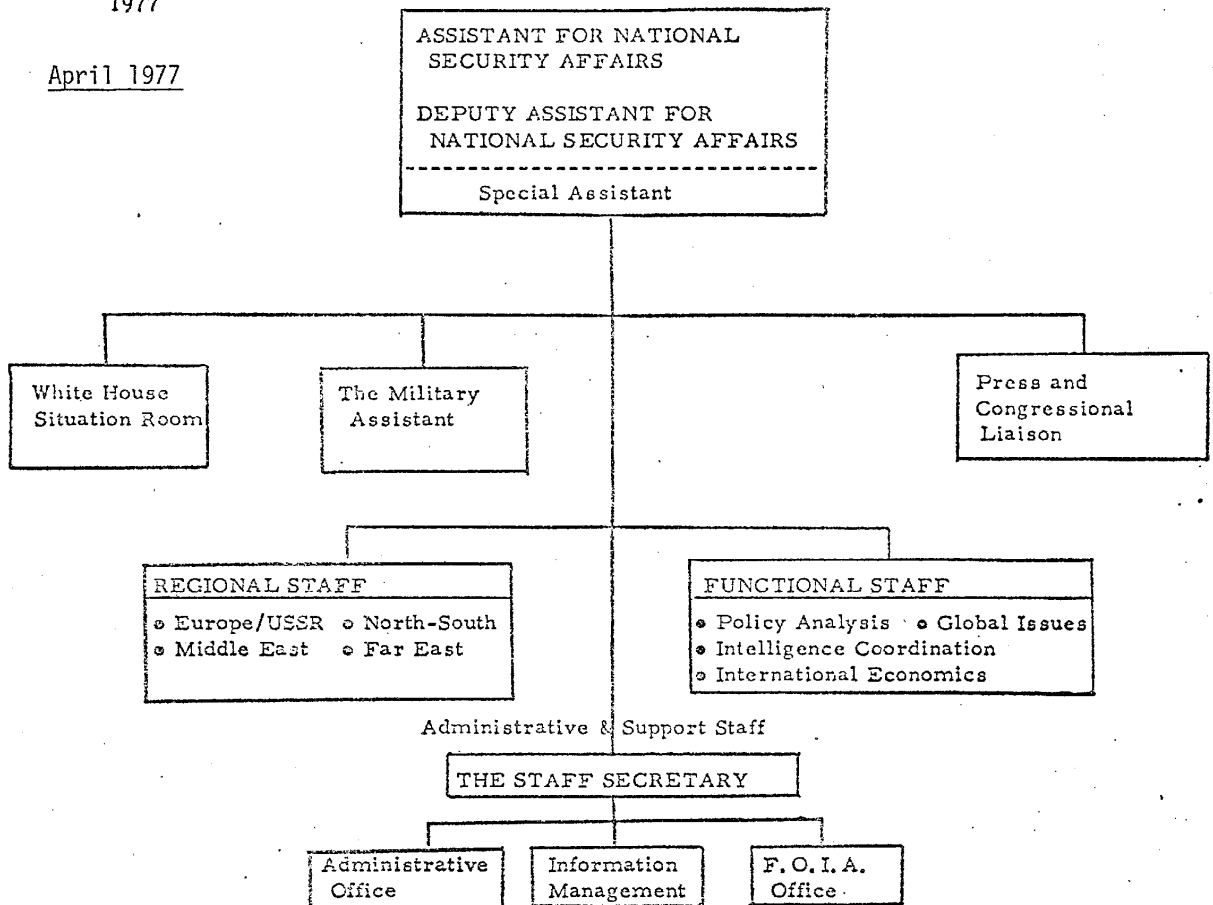 1977
April 1977
ASSISTANT FOR NATIONAL
SECURITY AFFAIRS
DEPUTY ASSISTANT FOR
NATIONAL SECURITY AFFAIRS
Special Assistant
White House
Situation Room
The Military
Assistant
Press and
Congressional
Liaison
REGIONAL STAFF
Europe/USSR North-South
Middle East Far East
FUNCTIONAL STAFF
Policy Analysis Global Issues
Intelligence Coordination
International Economics
Administrative & Support Staff
THE STAFF SECRETARY
Administrative
Office
Information
Management
F.O.I.A.
Office